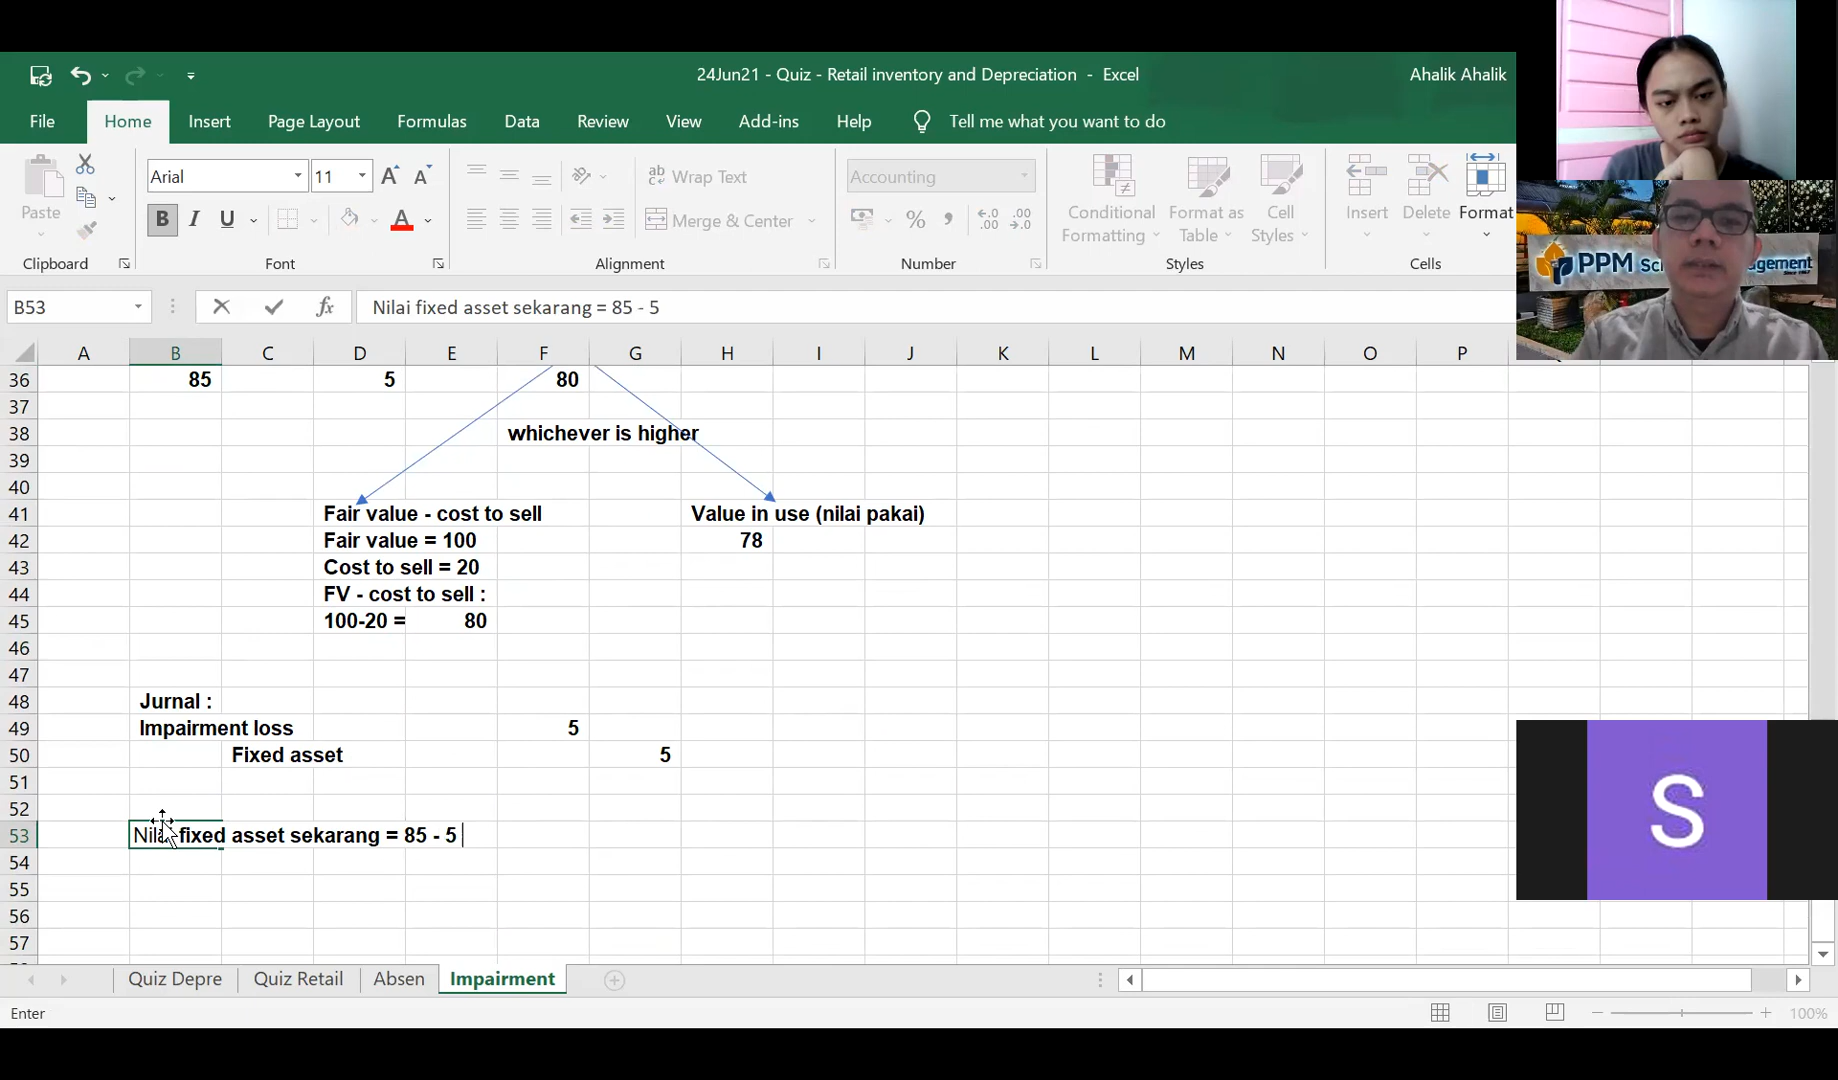 24Jun21 - Quiz - Retail inventory and Depreciation - Excel
Ahalik Ahalik
File Home Insert Page Layout Formulas Data Review View Add-ins Help Tell me what you want to do
Arial 11
Wrap Text
Accounting
Paste
B I U A
Merge & Center
% 
Conditional Formatting
Format as Table
Cell Styles
Insert Delete Format
Clipboard Font Alignment Number Styles Cells
PPM
B53 fx Nilai fixed asset sekarang = 85 - 5
A B C D E F G H I J K L M N O P
36 85 5 80
37
38 whichever is higher
39
40
41 Fair value - cost to sell Value in use (nilai pakai)
42 Fair value = 100 78
43 Cost to sell = 20
44 FV - cost to sell :
45 100-20 = 80
46
47
48 Jurnal :
49 Impairment loss 5
50 Fixed asset 5
51
52
53 Nilai fixed asset sekarang = 85 - 5
54
55
56
57
S
Quiz Depre Quiz Retail Absen Impairment
Enter
100%